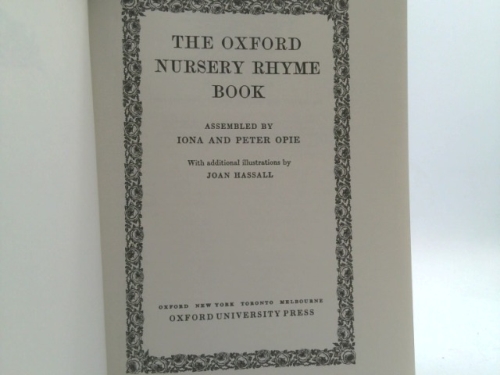 THE OXFORD
NURSERY RHYME
BOOK
ASSEMBLED BY
IONA AND PETER OPIE
With additional illustrations by
JOAN HASSALL
OXFORD NEW YORK TORONTO MELBOURNE
OXFORD UNIVERSITY PRESS